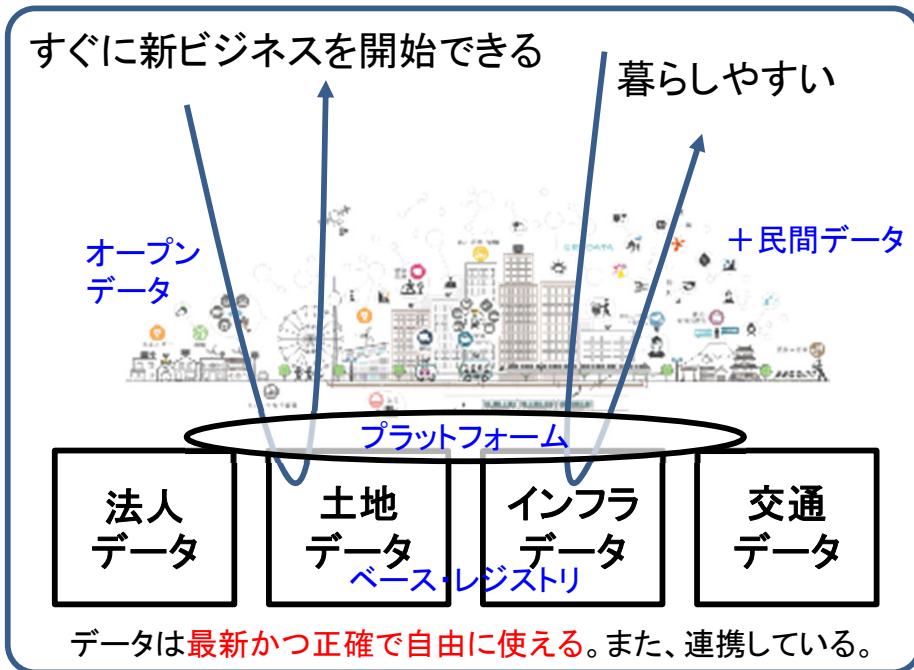 すぐに新ビジネスを開始できる
暮らしやすい
オープン
データ
＋民間データ
プラットフォーム
法人
データ
土地
データ
インフラ
データ
交通
データ
ベース・レジストリ
データは最新かつ正確で自由に使える。また、連携している。